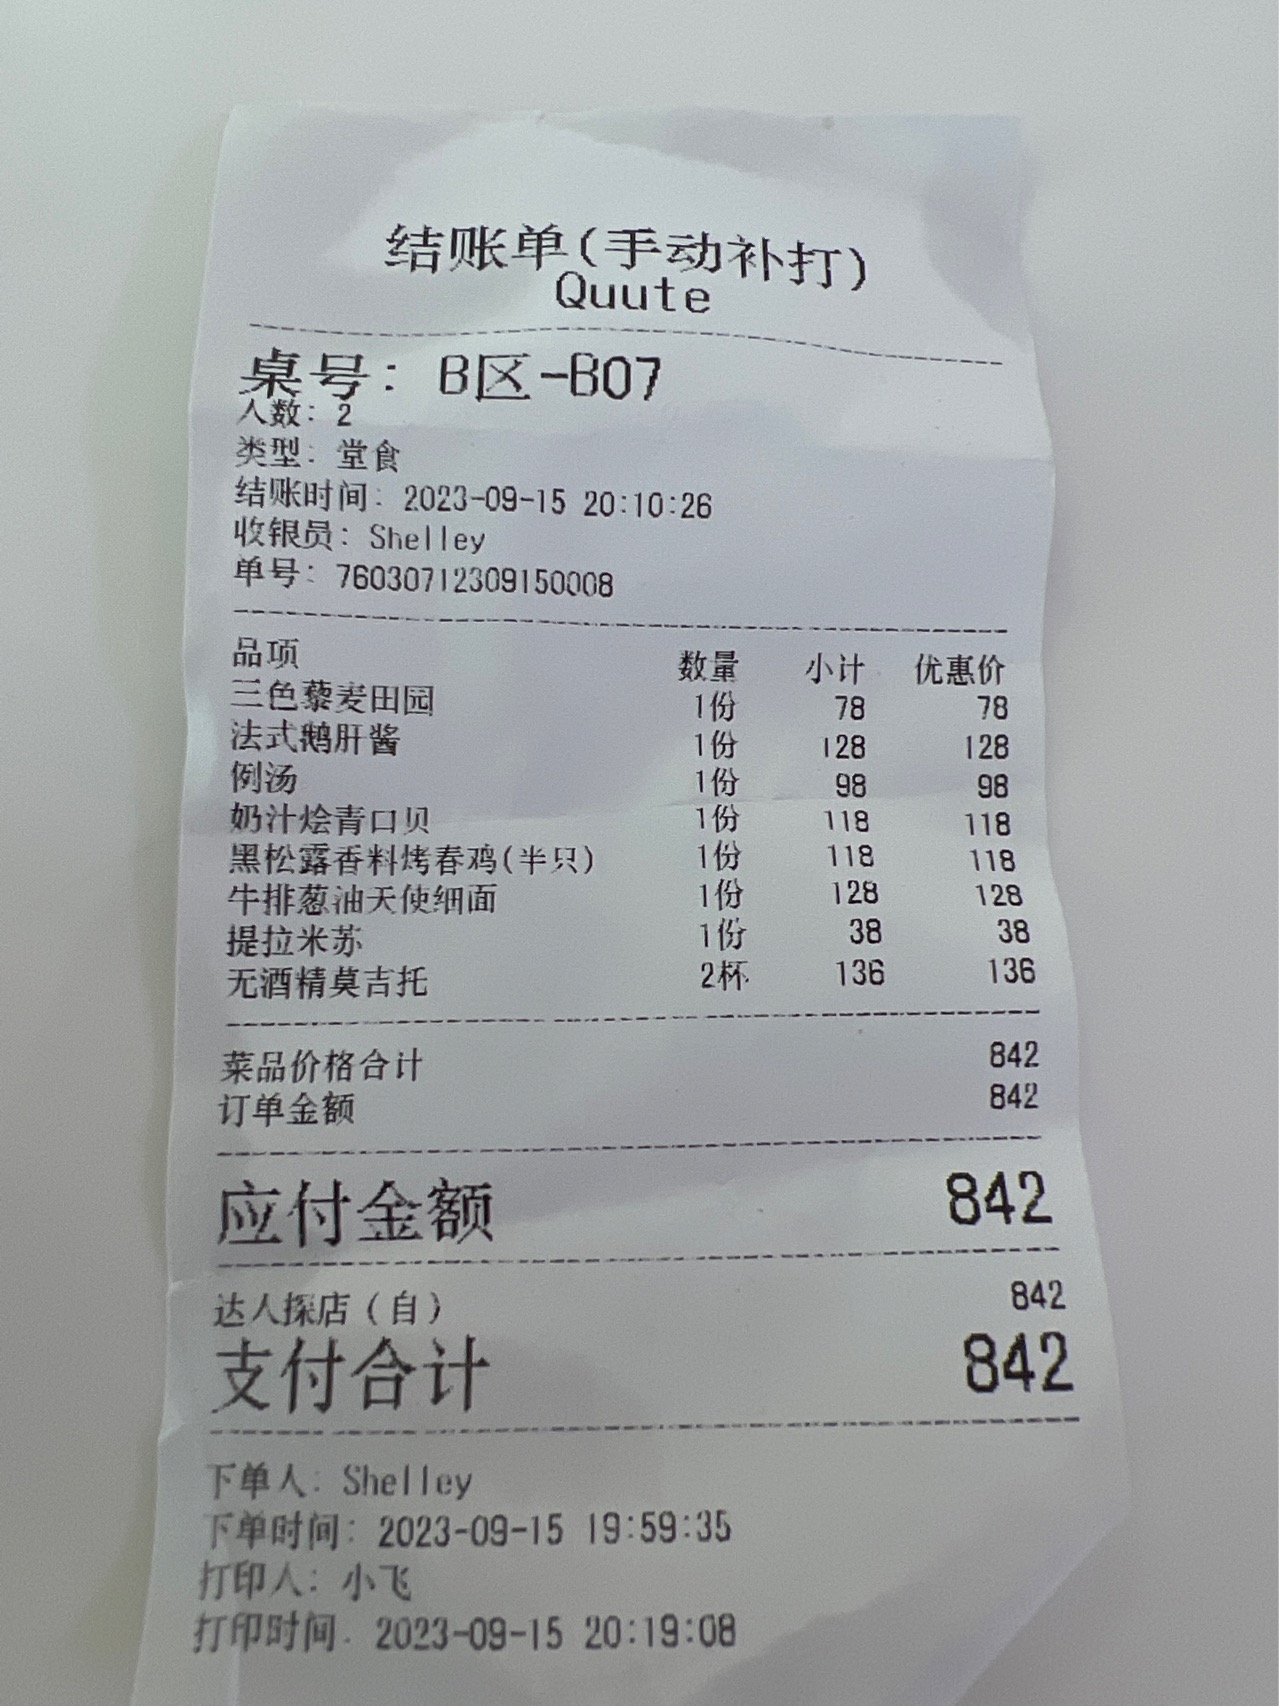 结账单(手动补打)
Quute
桌号: B区-B07
人数: 2
类型: 堂食
结账时间: 2023-09-15 20:10:26
收银员: Shelley
单号: 76030712309150008
品项 数量 小计 优惠价
三色藜麦田园 1份 78 78
法式鹅肝酱 1份 128 128
例汤 1份 98 98
奶汁烩青口贝 1份 118 118
黑松露香料烤春鸡(半只) 1份 118 118
牛排葱油天使细面 1份 128 128
提拉米苏 1份 38 38
无酒精莫吉托 2杯 136 136
菜品价格合计 842
订单金额 842
应付金额 842
达人探店(自) 842
支付合计 842
下单人: Shelley
下单时间: 2023-09-15 19:59:35
打印人: 小飞
打印时间: 2023-09-15 20:19:08